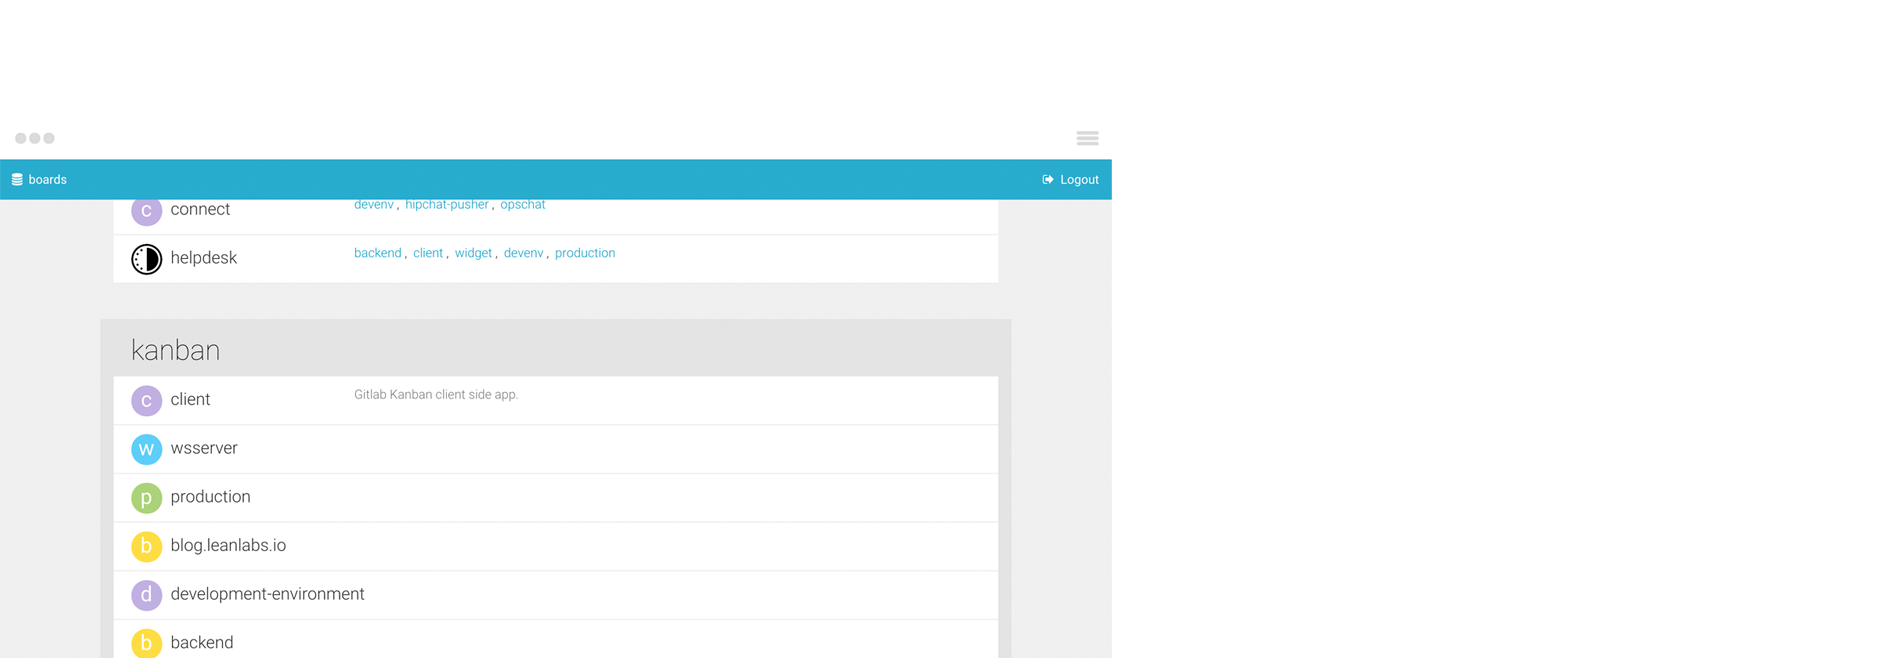 boards Logout
c connect devenv , hipchat-pusher , opschat
helpdesk backend , client , widget , devenv , production
kanban
c client Gitlab Kanban client side app.
w wsserver
p production
b blog.leanlabs.io
d development-environment
b backend